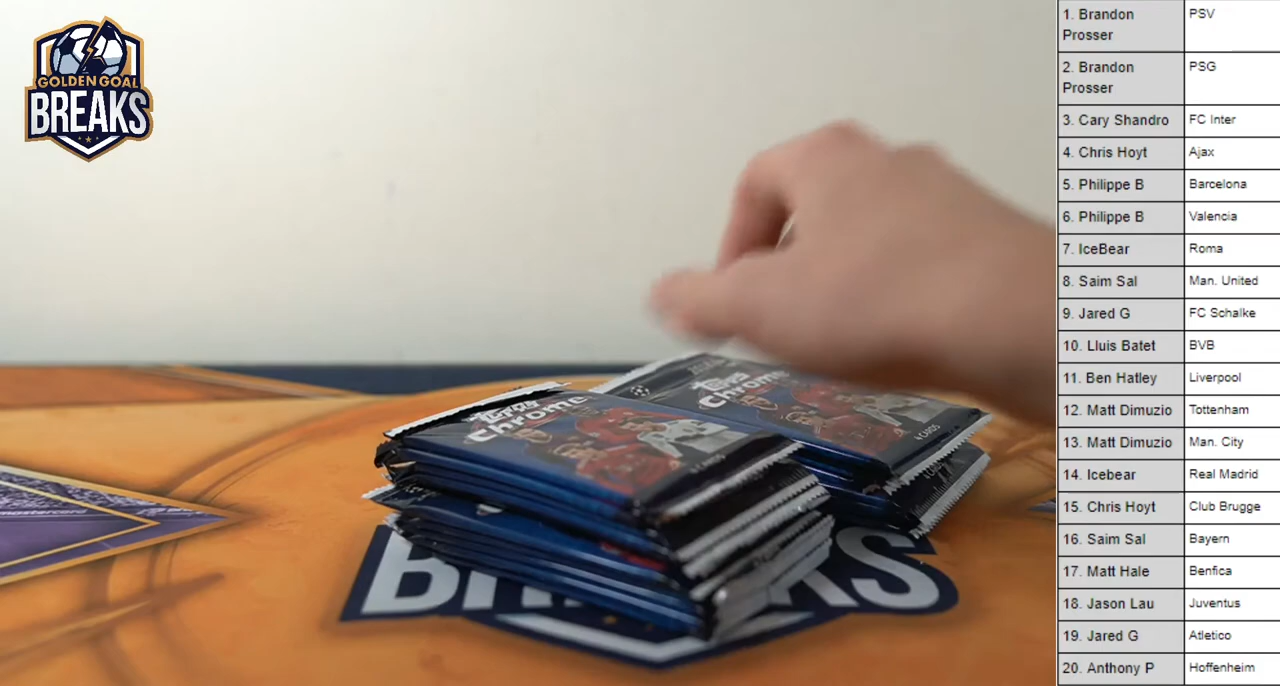 GOLDEN GOAL
BREAKS
1. Brandon Prosser PSV
2. Brandon Prosser PSG
3. Cary Shandro FC Inter
4. Chris Hoyt Ajax
5. Philippe B Barcelona
6. Philippe B Valencia
7. IceBear Roma
8. Saim Sal Man. United
9. Jared G FC Schalke
10. Lluis Batet BVB
11. Ben Hatley Liverpool
12. Matt Dimuzio Tottenham
13. Matt Dimuzio Man. City
14. Icebear Real Madrid
15. Chris Hoyt Club Brugge
16. Saim Sal Bayern
17. Matt Hale Benfica
18. Jason Lau Juventus
19. Jared G Atletico
20. Anthony P Hoffenheim
Topps
Chrome
Topps
Chrome
4 CARDS
mastercard